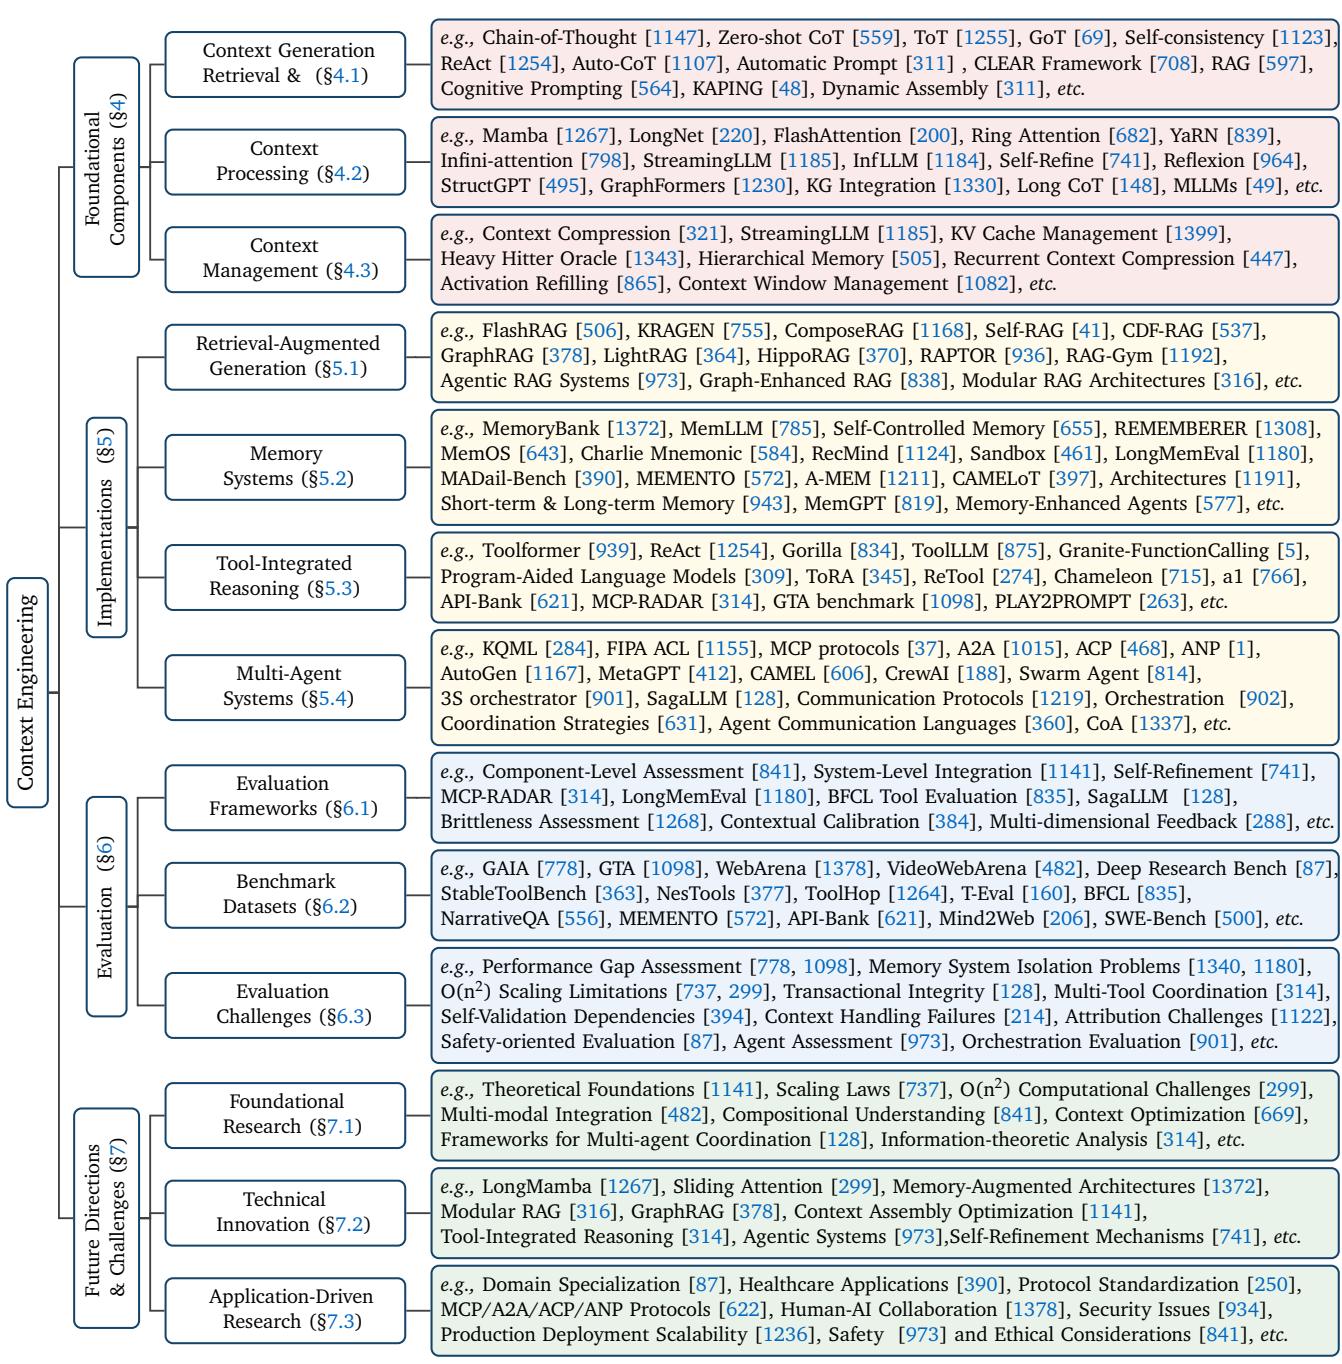 Context Engineering
Foundational
Components (§4)
Context Generation
Retrieval & (§4.1)
e.g., Chain-of-Thought [1147], Zero-shot CoT [559], ToT [1255], GoT [69], Self-consistency [1123],
ReAct [1254], Auto-CoT [1107], Automatic Prompt [311] , CLEAR Framework [708], RAG [597],
Cognitive Prompting [564], KAPING [48], Dynamic Assembly [311], etc.
Context
Processing (§4.2)
e.g., Mamba [1267], LongNet [220], FlashAttention [200], Ring Attention [682], YaRN [839],
Infini-attention [798], StreamingLLM [1185], InfLLM [1184], Self-Refine [741], Reflexion [964],
StructGPT [495], GraphFormers [1230], KG Integration [1330], Long CoT [148], MLLMs [49], etc.
Context
Management (§4.3)
e.g., Context Compression [321], StreamingLLM [1185], KV Cache Management [1399],
Heavy Hitter Oracle [1343], Hierarchical Memory [505], Recurrent Context Compression [447],
Activation Refilling [865], Context Window Management [1082], etc.
Implementations (§5)
Retrieval-Augmented
Generation (§5.1)
e.g., FlashRAG [506], KRAGEN [755], ComposeRAG [1168], Self-RAG [41], CDF-RAG [537],
GraphRAG [378], LightRAG [364], HippoRAG [370], RAPTOR [936], RAG-Gym [1192],
Agentic RAG Systems [973], Graph-Enhanced RAG [838], Modular RAG Architectures [316], etc.
Memory
Systems (§5.2)
e.g., MemoryBank [1372], MemLLM [785], Self-Controlled Memory [655], REMEMBERER [1308],
MemOS [643], Charlie Mnemonic [584], RecMind [1124], Sandbox [461], LongMemEval [1180],
MADail-Bench [390], MEMENTO [572], A-MEM [1211], CAMELoT [397], Architectures [1191],
Short-term & Long-term Memory [943], MemGPT [819], Memory-Enhanced Agents [577], etc.
Tool-Integrated
Reasoning (§5.3)
e.g., Toolformer [939], ReAct [1254], Gorilla [834], ToolLLM [875], Granite-FunctionCalling [5],
Program-Aided Language Models [309], ToRA [345], ReTool [274], Chameleon [715], a1 [766],
API-Bank [621], MCP-RADAR [314], GTA benchmark [1098], PLAY2PROMPT [263], etc.
Multi-Agent
Systems (§5.4)
e.g., KQML [284], FIPA ACL [1155], MCP protocols [37], A2A [1015], ACP [468], ANP [1],
AutoGen [1167], MetaGPT [412], CAMEL [606], CrewAI [188], Swarm Agent [814],
3S orchestrator [901], SagaLLM [128], Communication Protocols [1219], Orchestration [902],
Coordination Strategies [631], Agent Communication Languages [360], CoA [1337], etc.
Evaluation (§6)
Evaluation
Frameworks (§6.1)
e.g., Component-Level Assessment [841], System-Level Integration [1141], Self-Refinement [741],
MCP-RADAR [314], LongMemEval [1180], BFCL Tool Evaluation [835], SagaLLM [128],
Brittleness Assessment [1268], Contextual Calibration [384], Multi-dimensional Feedback [288], etc.
Benchmark
Datasets (§6.2)
e.g., GAIA [778], GTA [1098], WebArena [1378], VideoWebArena [482], Deep Research Bench [87],
StableToolBench [363], NesTools [377], ToolHop [1264], T-Eval [160], BFCL [835],
NarrativeQA [556], MEMENTO [572], API-Bank [621], Mind2Web [206], SWE-Bench [500], etc.
Evaluation
Challenges (§6.3)
e.g., Performance Gap Assessment [778, 1098], Memory System Isolation Problems [1340, 1180],
O(n²) Scaling Limitations [737, 299], Transactional Integrity [128], Multi-Tool Coordination [314],
Self-Validation Dependencies [394], Context Handling Failures [214], Attribution Challenges [1122],
Safety-oriented Evaluation [87], Agent Assessment [973], Orchestration Evaluation [901], etc.
Future Directions
& Challenges (§7)
Foundational
Research (§7.1)
e.g., Theoretical Foundations [1141], Scaling Laws [737], O(n²) Computational Challenges [299],
Multi-modal Integration [482], Compositional Understanding [841], Context Optimization [669],
Frameworks for Multi-agent Coordination [128], Information-theoretic Analysis [314], etc.
Technical
Innovation (§7.2)
e.g., LongMamba [1267], Sliding Attention [299], Memory-Augmented Architectures [1372],
Modular RAG [316], GraphRAG [378], Context Assembly Optimization [1141],
Tool-Integrated Reasoning [314], Agentic Systems [973],Self-Refinement Mechanisms [741], etc.
Application-Driven
Research (§7.3)
e.g., Domain Specialization [87], Healthcare Applications [390], Protocol Standardization [250],
MCP/A2A/ACP/ANP Protocols [622], Human-AI Collaboration [1378], Security Issues [934],
Production Deployment Scalability [1236], Safety [973] and Ethical Considerations [841], etc.